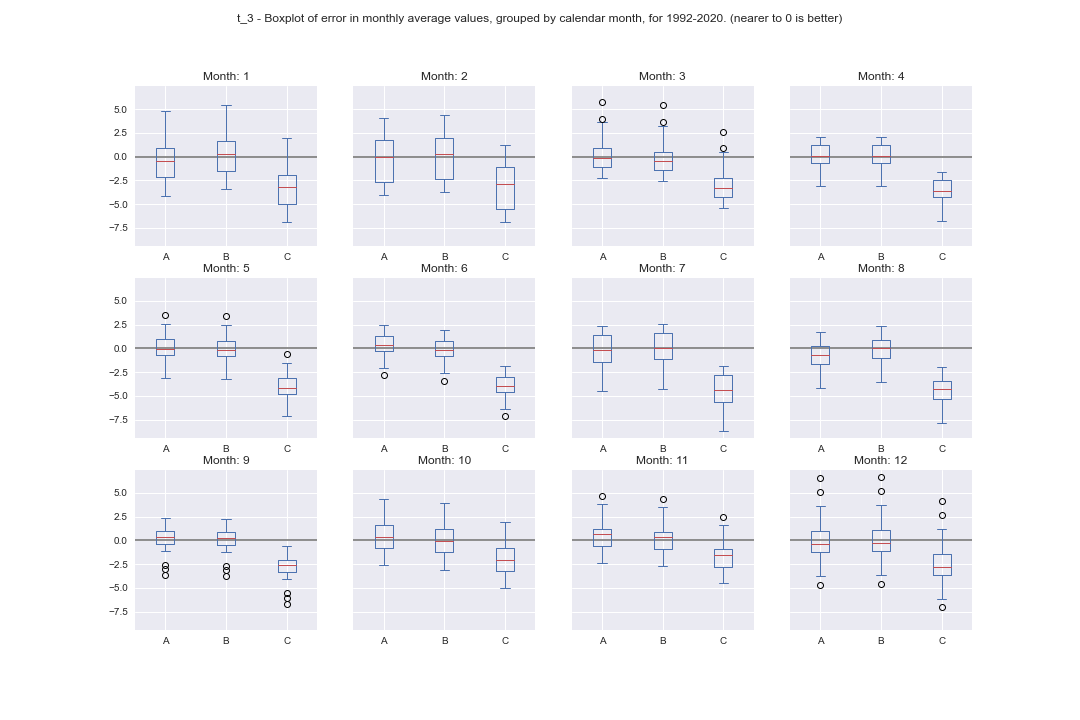 t_3 - Boxplot of error in monthly average values, grouped by calendar month, for 1992-2020. (nearer to 0 is better)
Month: 1
Month: 2
Month: 3
Month: 4
5.0
2.5
0.0
−2.5
−5.0
−7.5
A B C
A B C
A B C
A B C
Month: 5
Month: 6
Month: 7
Month: 8
5.0
2.5
0.0
−2.5
−5.0
−7.5
A B C
A B C
A B C
A B C
Month: 9
Month: 10
Month: 11
Month: 12
5.0
2.5
0.0
−2.5
−5.0
−7.5
A B C
A B C
A B C
A B C